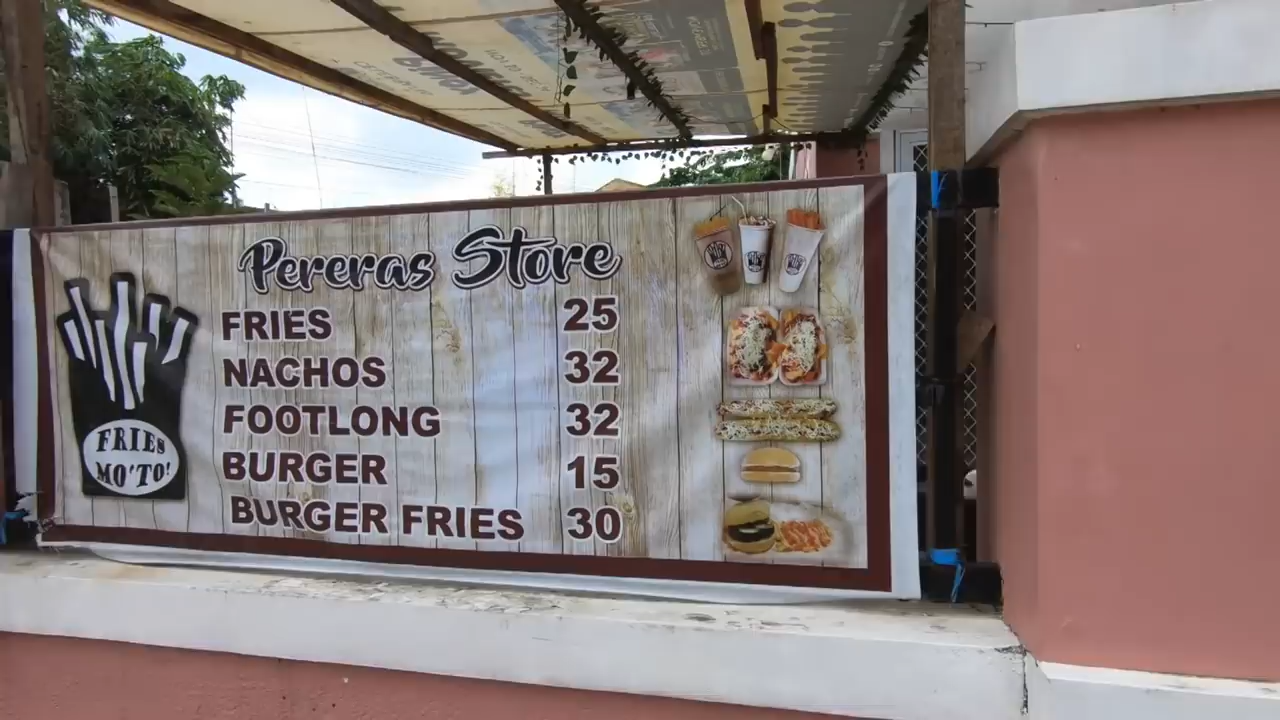 Pereras Store
FRIES 25
NACHOS 32
FOOTLONG 32
BURGER 15
BURGER FRIES 30
FRIES
MO'TO!